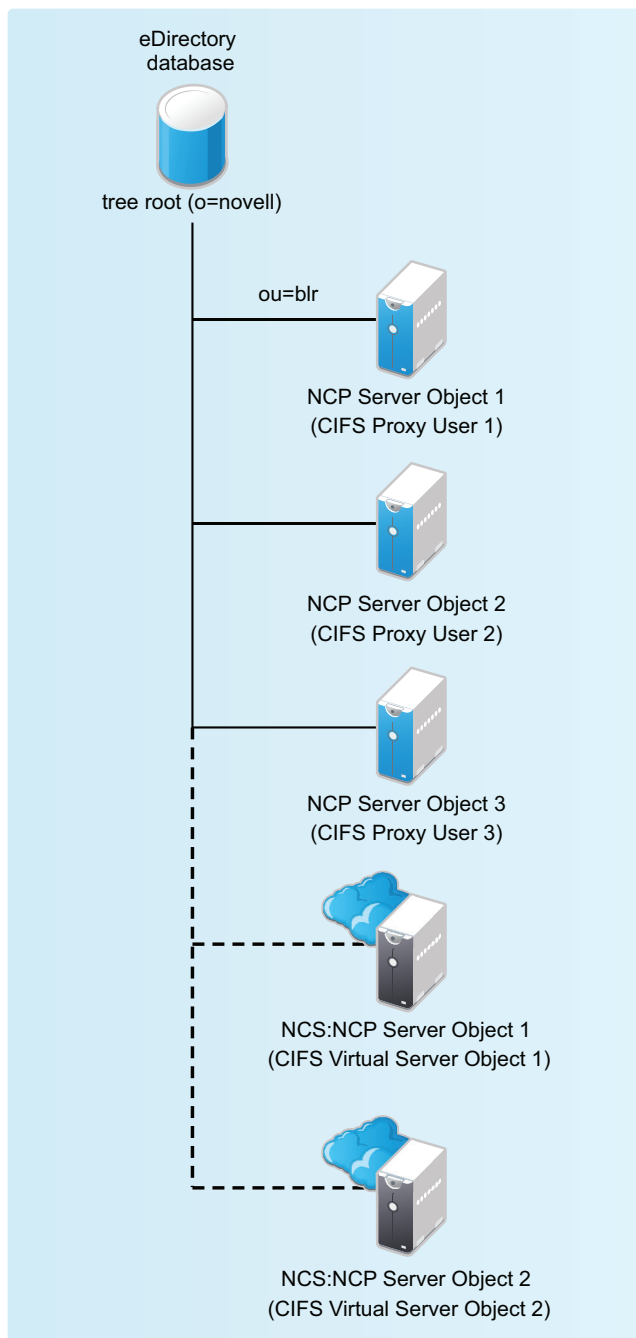 eDirectory
database
tree root (o=novell)
ou=blr
NCP Server Object 1
(CIFS Proxy User 1)
NCP Server Object 2
(CIFS Proxy User 2)
NCP Server Object 3
(CIFS Proxy User 3)
NCS:NCP Server Object 1
(CIFS Virtual Server Object 1)
NCS:NCP Server Object 2
(CIFS Virtual Server Object 2)